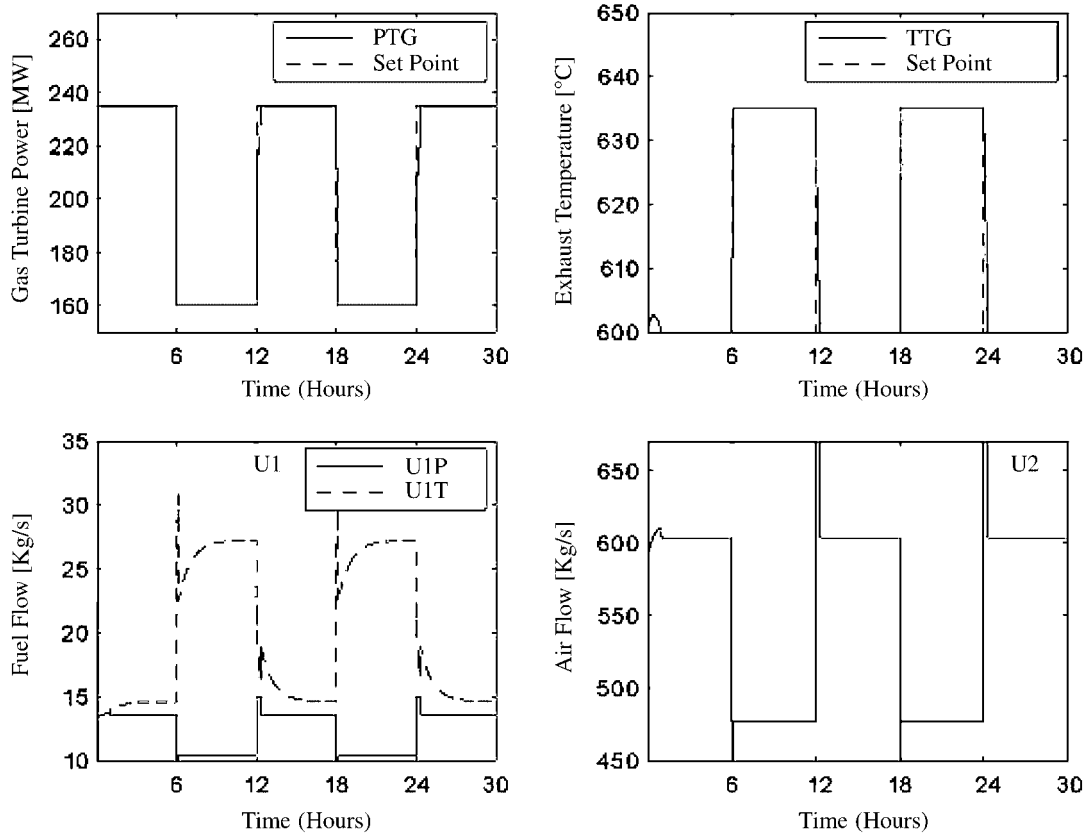 260
240
220
200
180
160
6 12 18 24 30
Gas Turbine Power [MW]
Time (Hours)
PTG
Set Point
650
640
630
620
610
600
6 12 18 24 30
Exhaust Temperature [°C]
Time (Hours)
TTG
Set Point
35
30
25
20
15
10
6 12 18 24 30
Fuel Flow [Kg/s]
Time (Hours)
U1
U1P
U1T
650
600
550
500
450
6 12 18 24 30
Air Flow [Kg/s]
Time (Hours)
U2